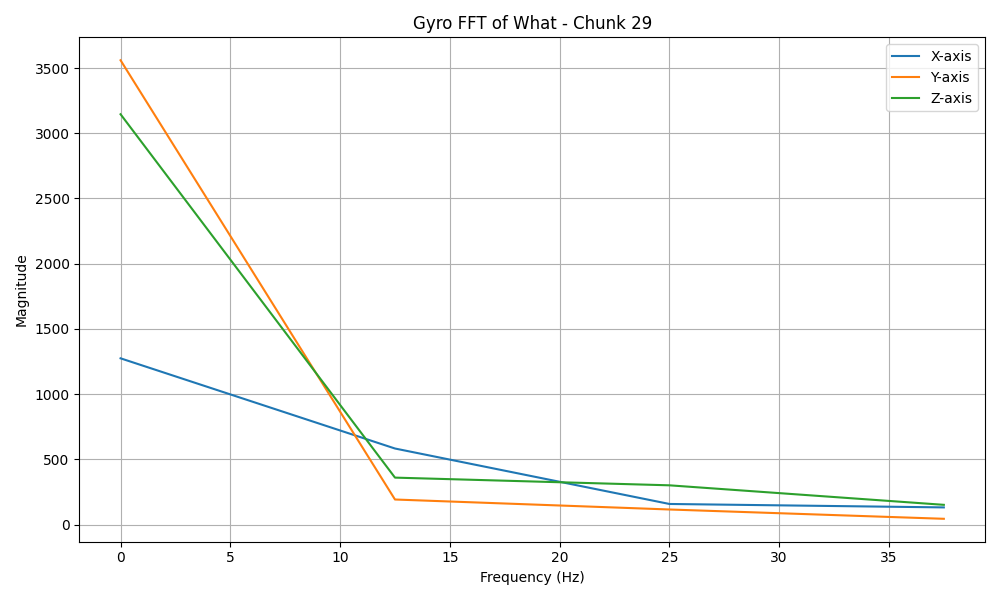 Gyro FFT of What - Chunk 29
X-axis
Y-axis
Z-axis
3500
3000
2500
2000
1500
1000
500
0
Magnitude
0 5 10 15 20 25 30 35
Frequency (Hz)